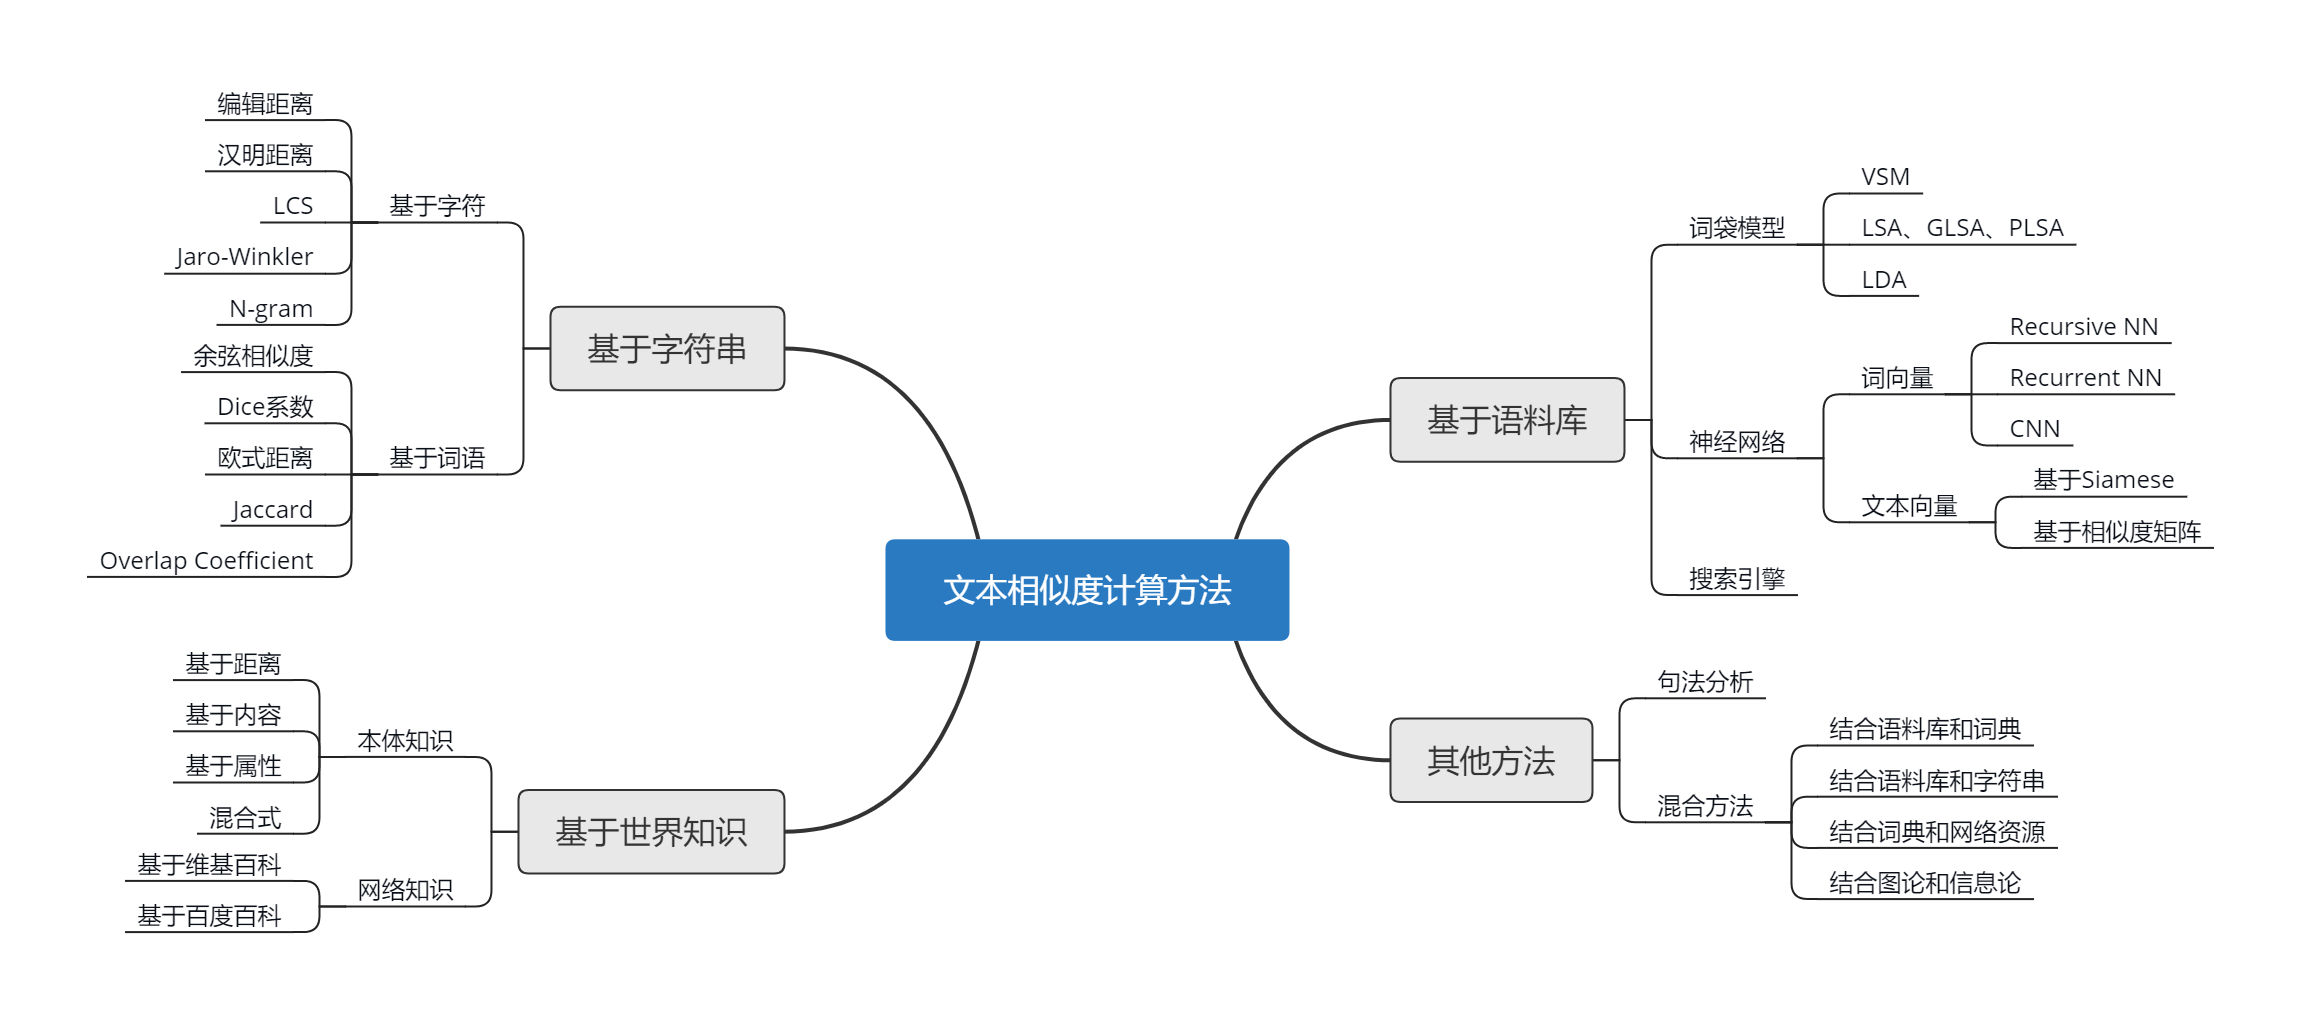 文本相似度计算方法
基于字符串
基于字符
编辑距离
汉明距离
LCS
Jaro-Winkler
N-gram
基于词语
余弦相似度
Dice系数
欧式距离
Jaccard
Overlap Coefficient
基于世界知识
本体知识
基于距离
基于内容
基于属性
混合式
网络知识
基于维基百科
基于百度百科
基于语料库
词袋模型
VSM
LSA、GLSA、PLSA
LDA
神经网络
词向量
Recursive NN
Recurrent NN
CNN
文本向量
基于Siamese
基于相似度矩阵
搜索引擎
其他方法
句法分析
混合方法
结合语料库和词典
结合语料库和字符串
结合词典和网络资源
结合图论和信息论